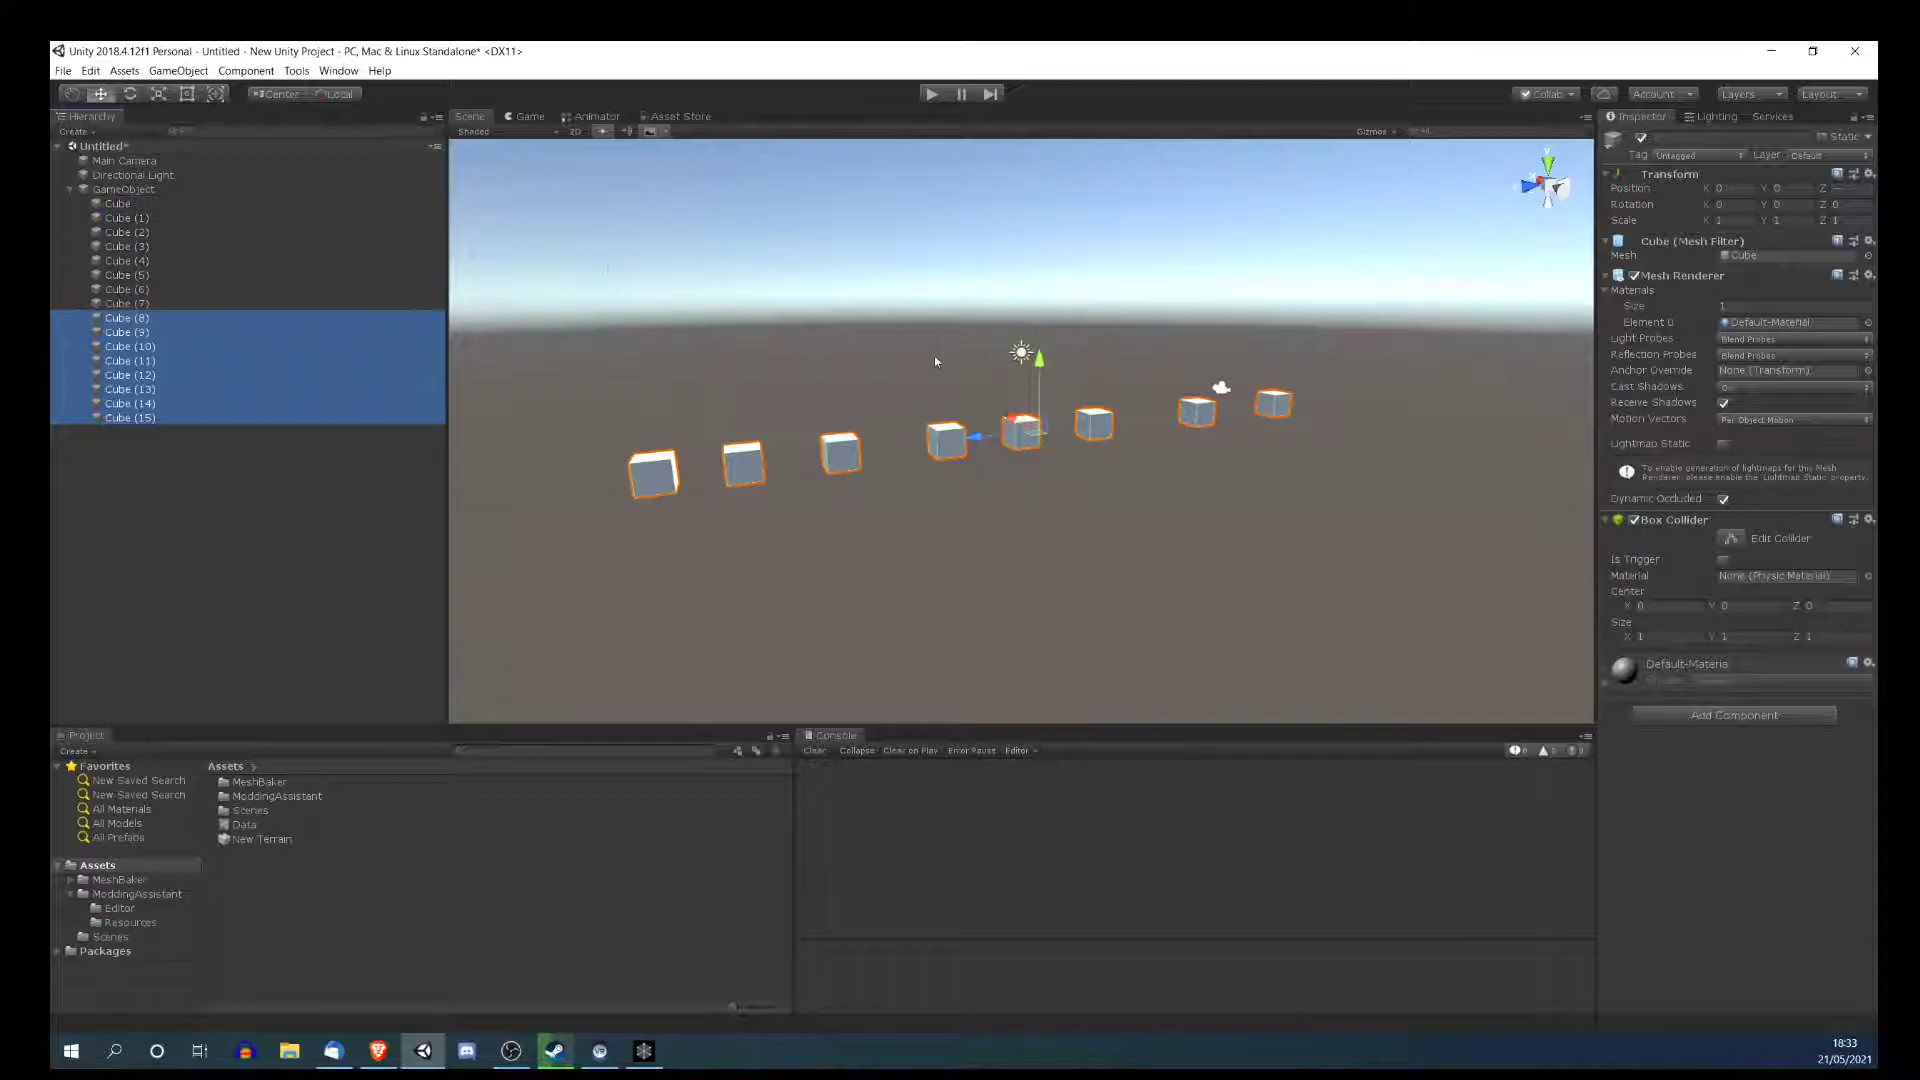 Unity 2018.4.12f1 Personal - Untitled - New Unity Project - PC, Mac & Linux Standalone* <DX11>
File Edit Assets GameObject Component Tools Window Help
Center Local Collab Account Layers Layout
Hierarchy
Create
Untitled*
Main Camera
Directional Light
GameObject
Cube
Cube (1)
Cube (2)
Cube (3)
Cube (4)
Cube (5)
Cube (6)
Cube (7)
Cube (8)
Cube (9)
Cube (10)
Cube (11)
Cube (12)
Cube (13)
Cube (14)
Cube (15)
Scene Game Animator Asset Store
Shaded 2D Gizmos All
y
Inspector Lighting Services
Static
Tag Untagged Layer Default
Transform
Position X 0 Y 0 Z —
Rotation X 0 Y 0 Z 0
Scale X 1 Y 1 Z 1
Cube (Mesh Filter)
Mesh Cube
Mesh Renderer
Materials
Size 1
Element 0 Default-Material
Light Probes Blend Probes
Reflection Probes Blend Probes
Anchor Override None (Transform)
Cast Shadows On
Receive Shadows
Motion Vectors Per Object Motion
Lightmap Static
To enable generation of lightmaps for this Mesh
Renderer, please enable the 'Lightmap Static' property.
Dynamic Occluded
Box Collider
Edit Collider
Is Trigger
Material None (Physic Material)
Center
X 0 Y 0 Z 0
Size
X 1 Y 1 Z 1
Default-Materia
Add Component
Project
Create
Favorites
New Saved Search
New Saved Search
All Materials
All Models
All Prefabs
Assets
MeshBaker
ModdingAssistant
Editor
Resources
Scenes
Packages
Assets
MeshBaker
ModdingAssistant
Scenes
Data
New Terrain
Console
Clear Collapse Clear on Play Error Pause Editor
18:33
21/05/2021